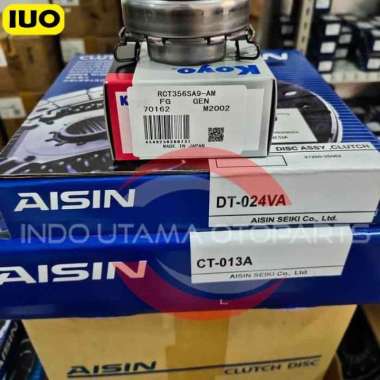 IUO
Koyo
RCT356SA9-AM
FG GEN
70162 M2002
MADE IN JAPAN
DISC ASSY, CLUTCH
AISIN
DT-024VA
AISIN SEIKI Co., Ltd.
INDO UTAMA OTOPARTS
AISIN
CT-013A
AISIN SEIKI Co., Ltd.
L
AISIN
CLUTCH DISC